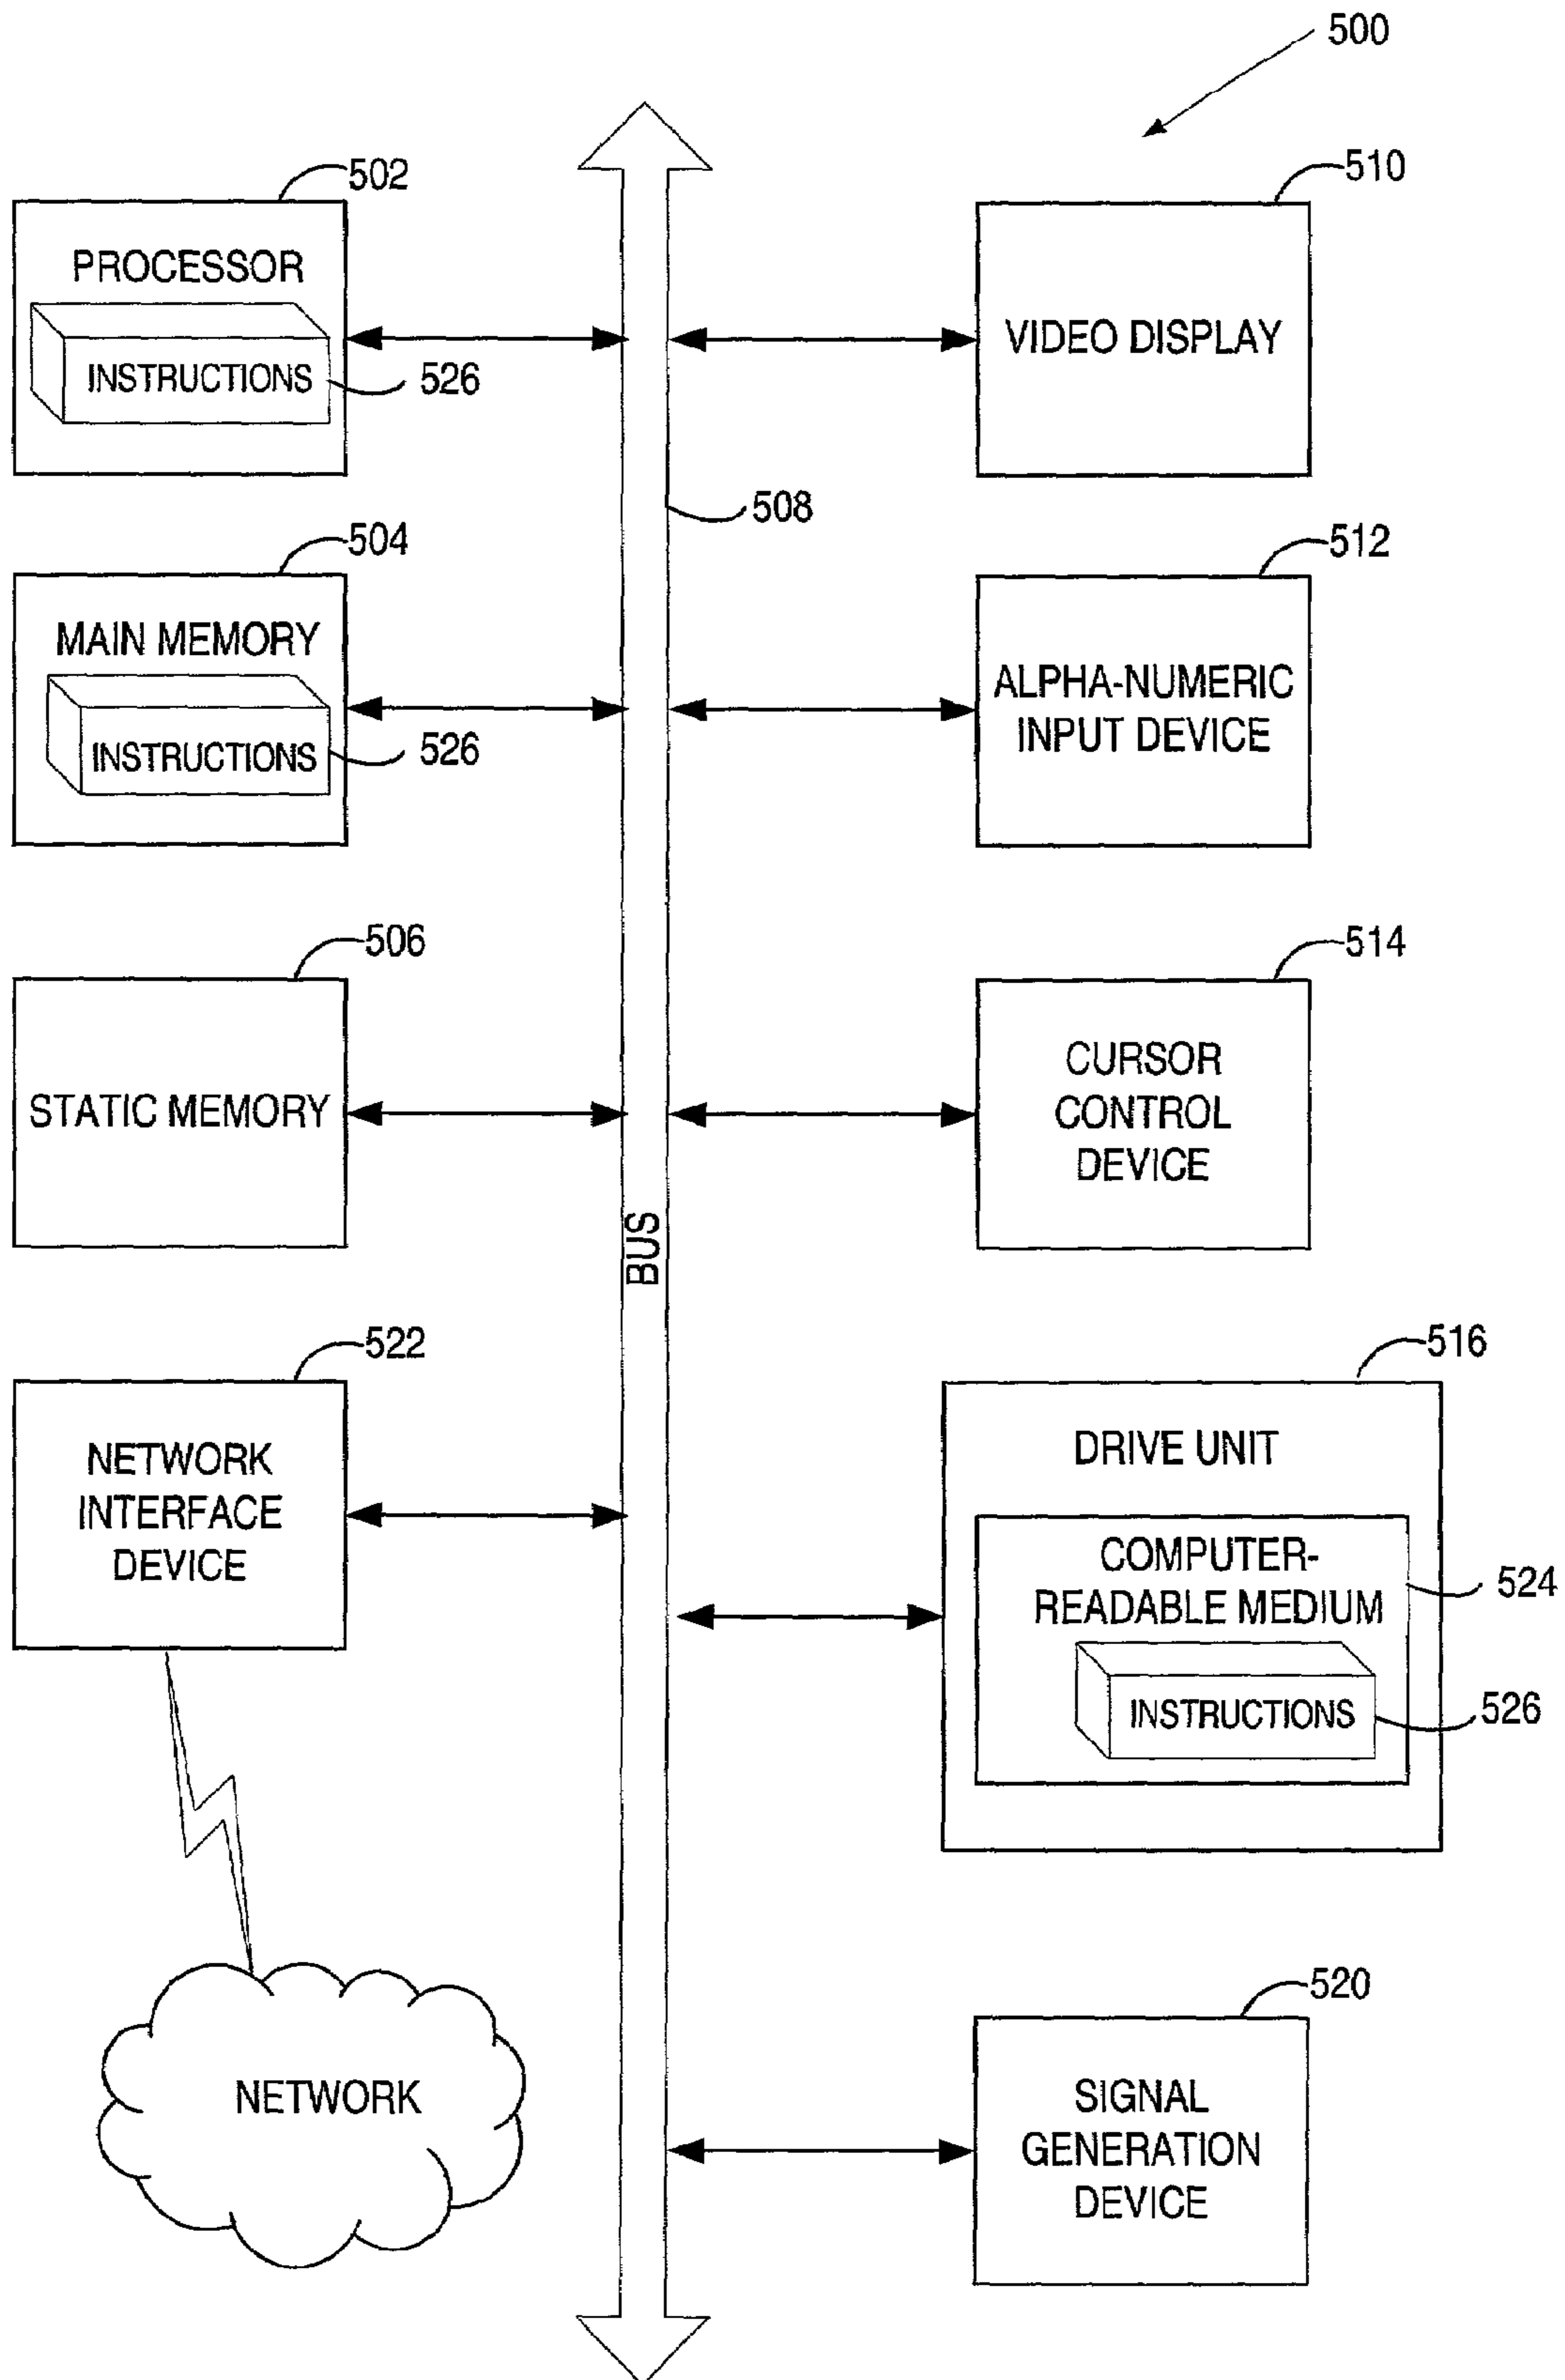 500
502
PROCESSOR
INSTRUCTIONS
526
510
VIDEO DISPLAY
508
504
MAIN MEMORY
INSTRUCTIONS
526
512
ALPHA-NUMERIC
INPUT DEVICE
506
STATIC MEMORY
514
CURSOR
CONTROL
DEVICE
BUS
522
NETWORK
INTERFACE
DEVICE
516
DRIVE UNIT
COMPUTER-
READABLE MEDIUM
524
INSTRUCTIONS
526
NETWORK
520
SIGNAL
GENERATION
DEVICE